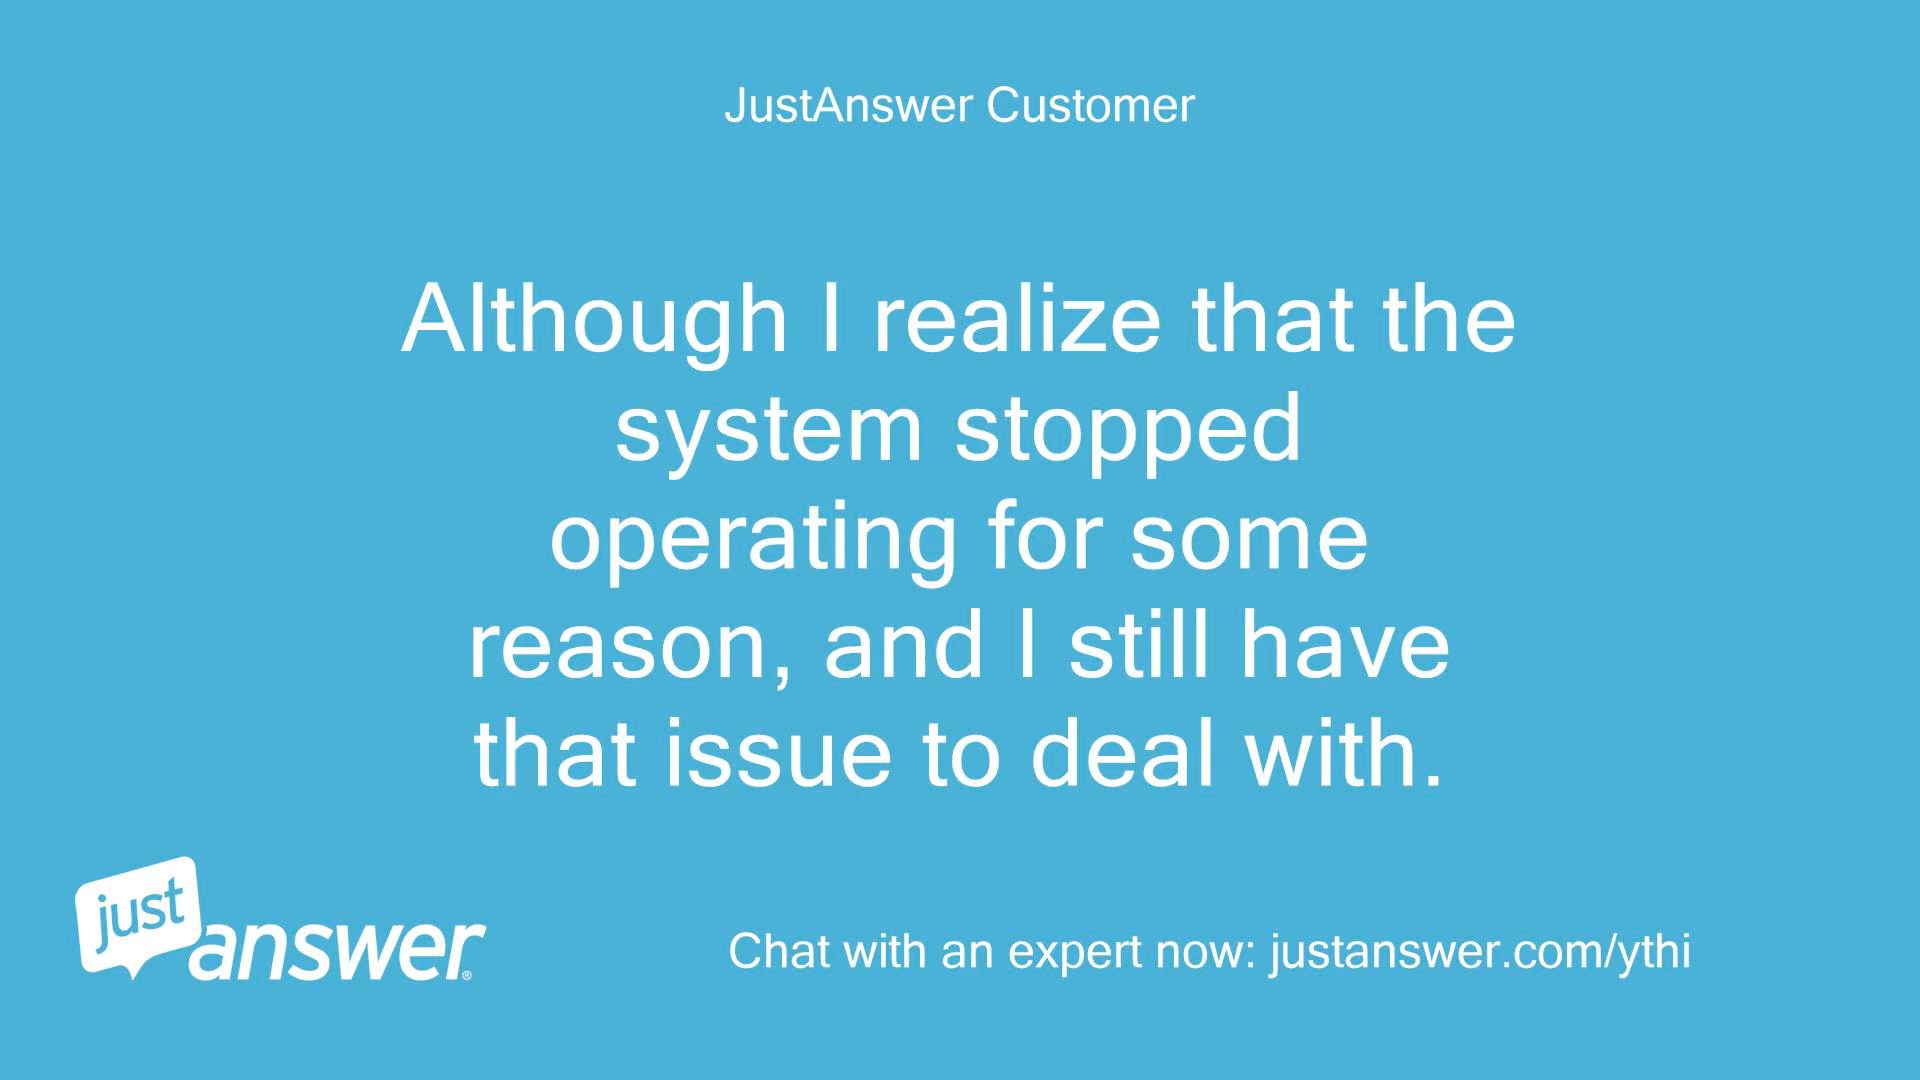 JustAnswer Customer
Although I realize that the
system stopped
operating for some
reason, and I still have
that issue to deal with.
just
answer®
Chat with an expert now: justanswer.com/ythi